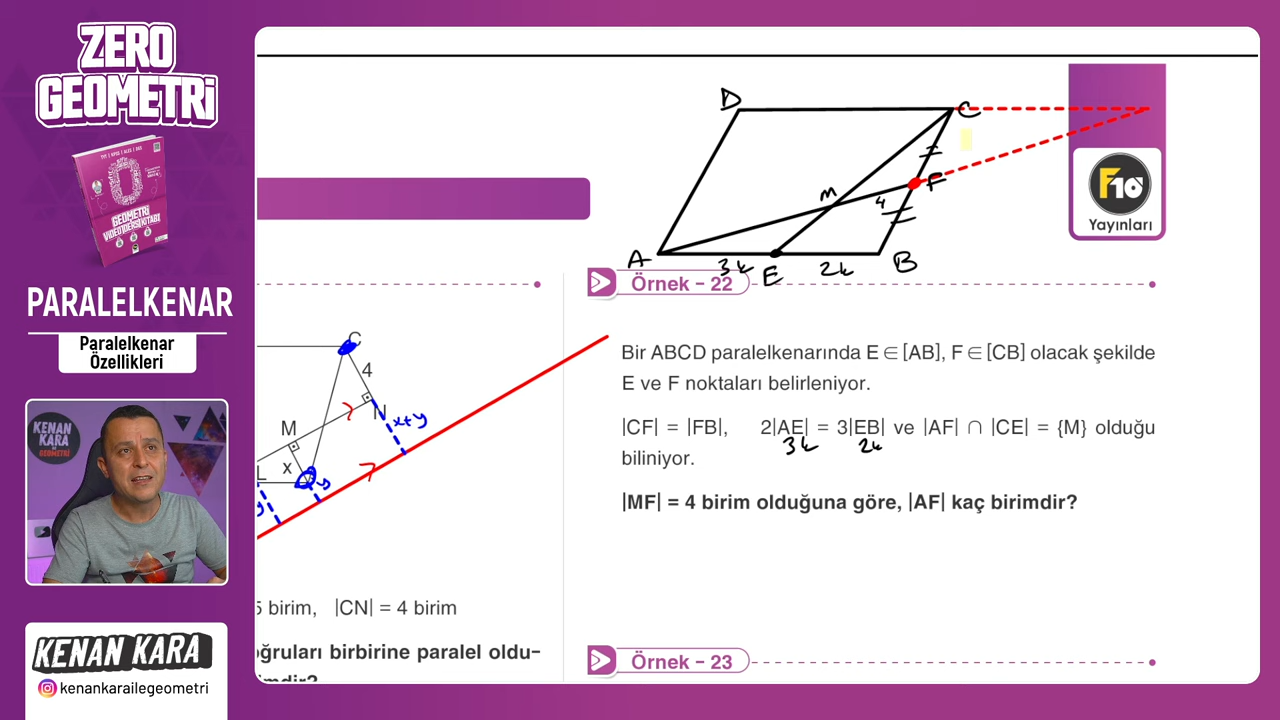 ZERO
GEOMETRİ
GEOMETRİ
VİDEO DERS KİTABI
PARALELKENAR
Paralelkenar
Özellikleri
KENAN
KARA
KENAN KARA
kenankarailegeometri
D
C
F
M
4
A
3k
E
2k
B
F10
Yayınları
Örnek - 22
Bir ABCD paralelkenarında E ∈ [AB], F ∈ [CB] olacak şekilde
E ve F noktaları belirleniyor.
|CF| = |FB|, 2|AE| = 3|EB| ve |AF| ∩ |CE| = {M} olduğu
3k 2k
biliniyor.
|MF| = 4 birim olduğuna göre, |AF| kaç birimdir?
Örnek - 23
C
4
N
x+y
M
L
x
y
y
5 birim, |CN| = 4 birim
oğruları birbirine paralel oldu-